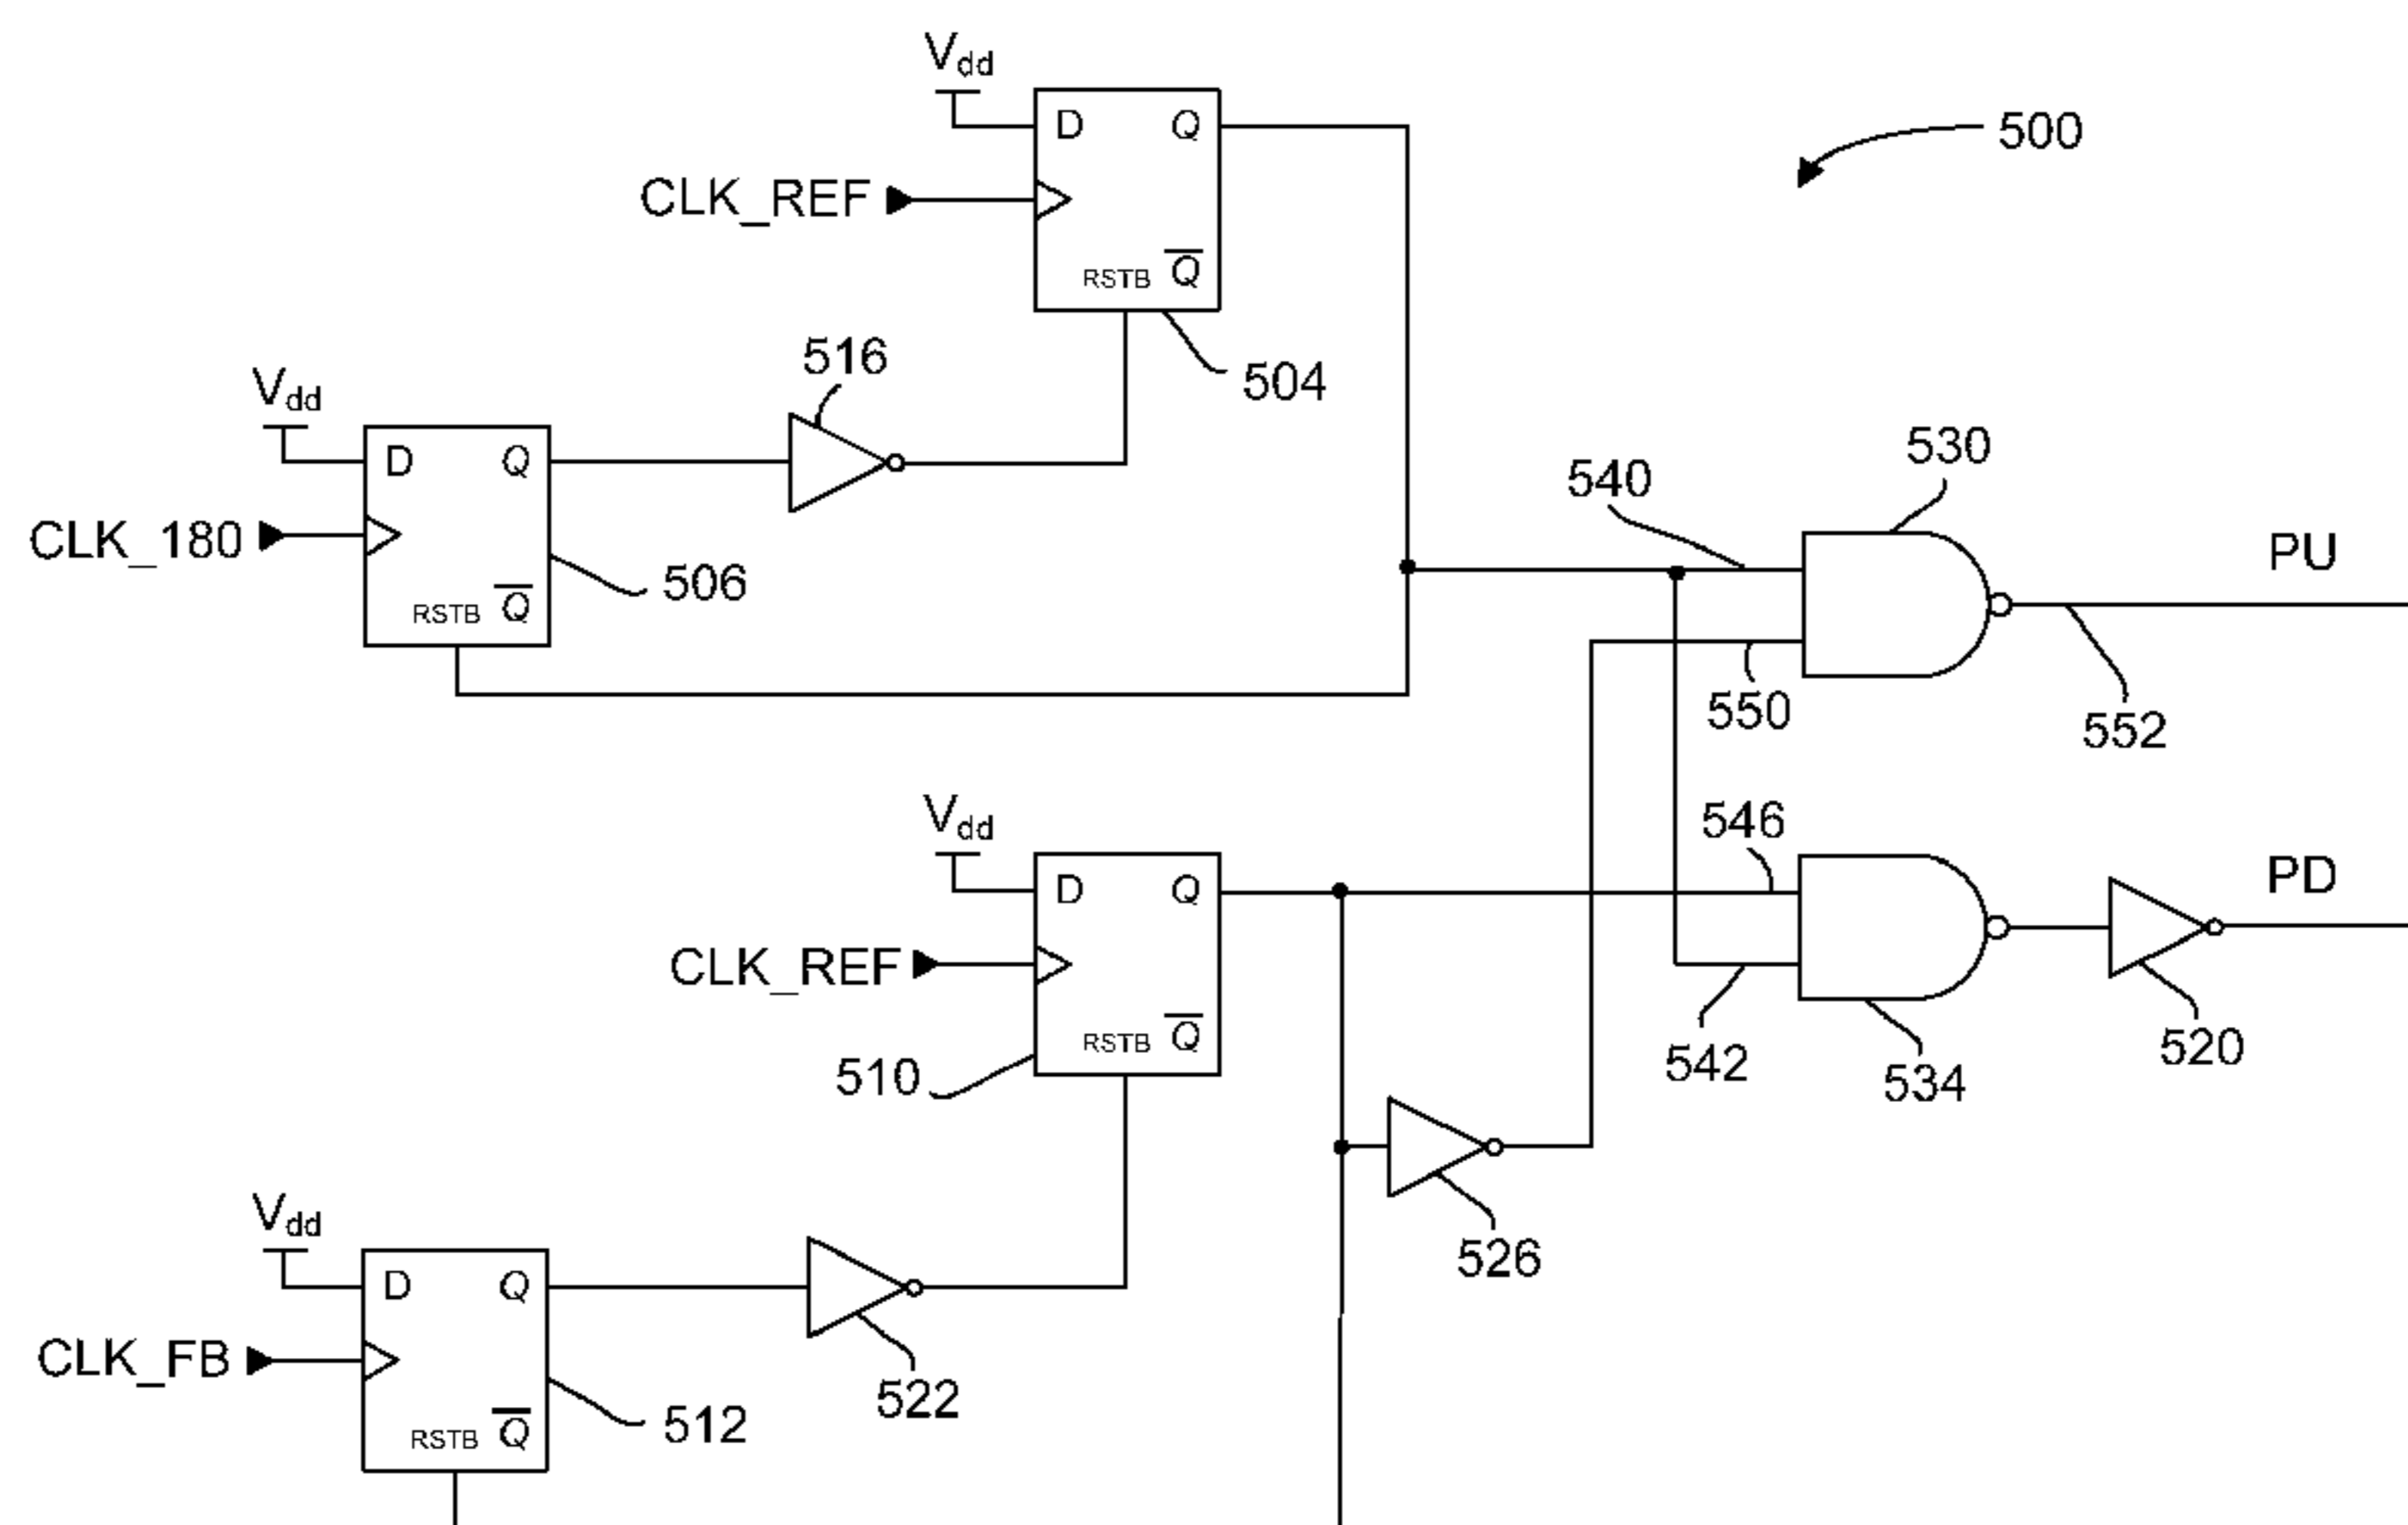 Vdd
D Q
500
CLK_REF
RSTB Q
516
504
Vdd
D Q
530
540
CLK_180
PU
506
RSTB Q
550
552
Vdd
546
D Q
PD
CLK_REF
RSTB Q
510
542
534
520
Vdd
526
D Q
CLK_FB
522
512
RSTB Q